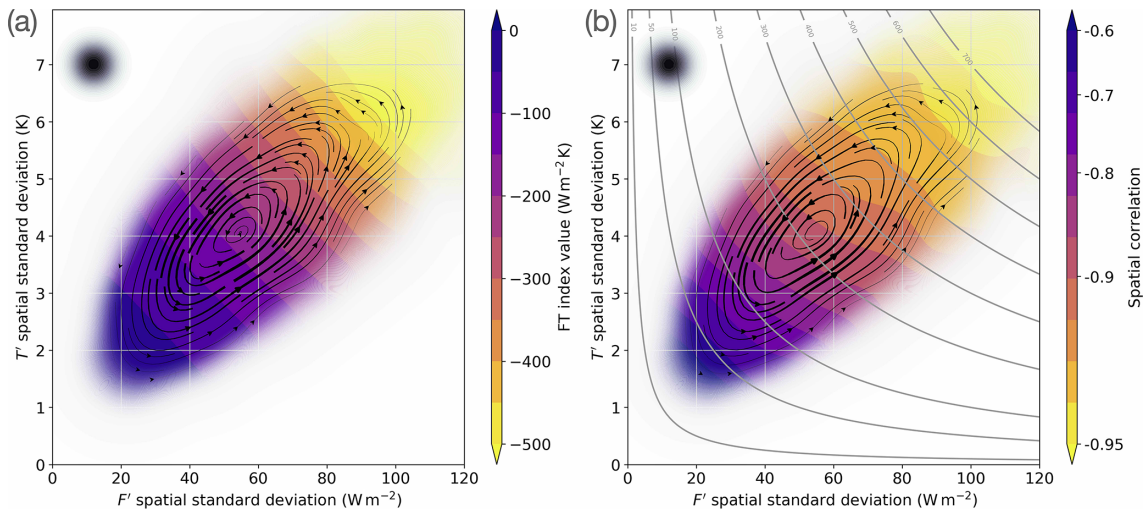 (a)
7
6
5
4
3
2
1
0
T′ spatial standard deviation (K)
0 20 40 60 80 100 120
F′ spatial standard deviation (W m−2)
0
−100
−200
−300
−400
−500
FT index value (Wm−2 K)
(b)
10 50 100 200 300 400 500 600 700
7
6
5
4
3
2
1
0
T′ spatial standard deviation (K)
0 20 40 60 80 100 120
F′ spatial standard deviation (W m−2)
-0.6
-0.7
-0.8
-0.9
-0.95
Spatial correlation